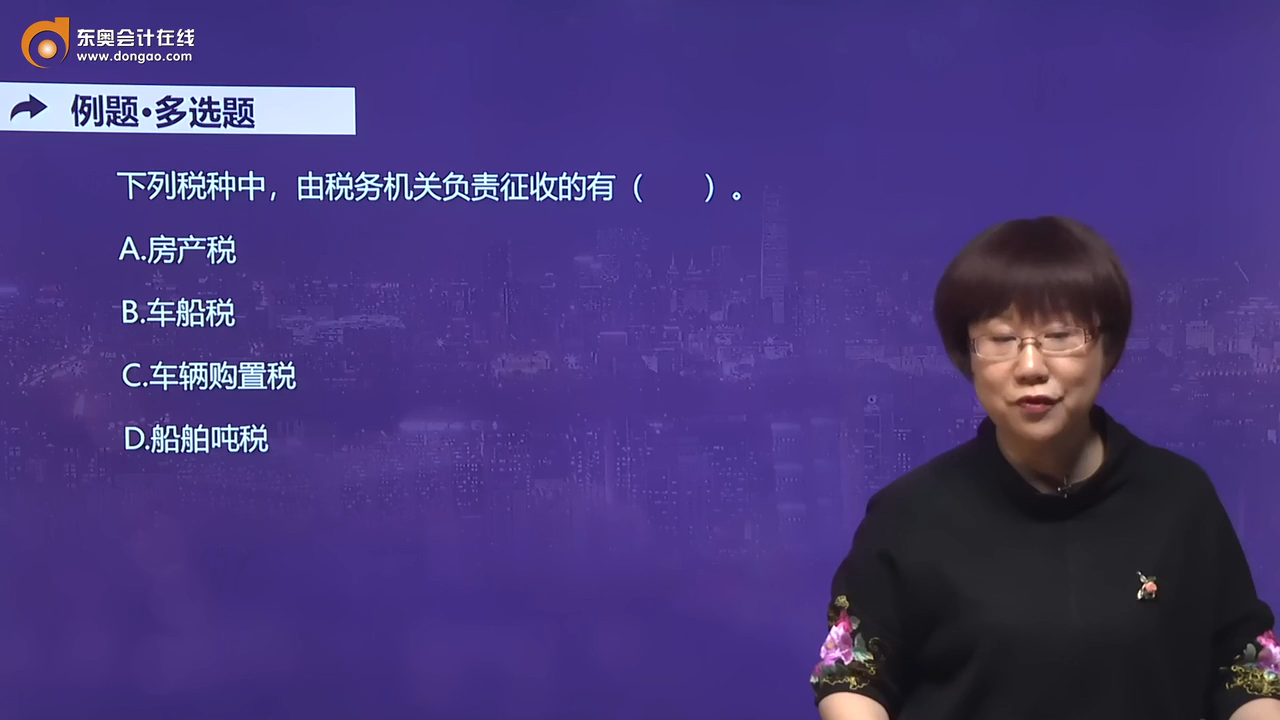 东奥会计在线
www.dongao.com
例题•多选题
下列税种中，由税务机关负责征收的有（　　）。
A.房产税
B.车船税
C.车辆购置税
D.船舶吨税